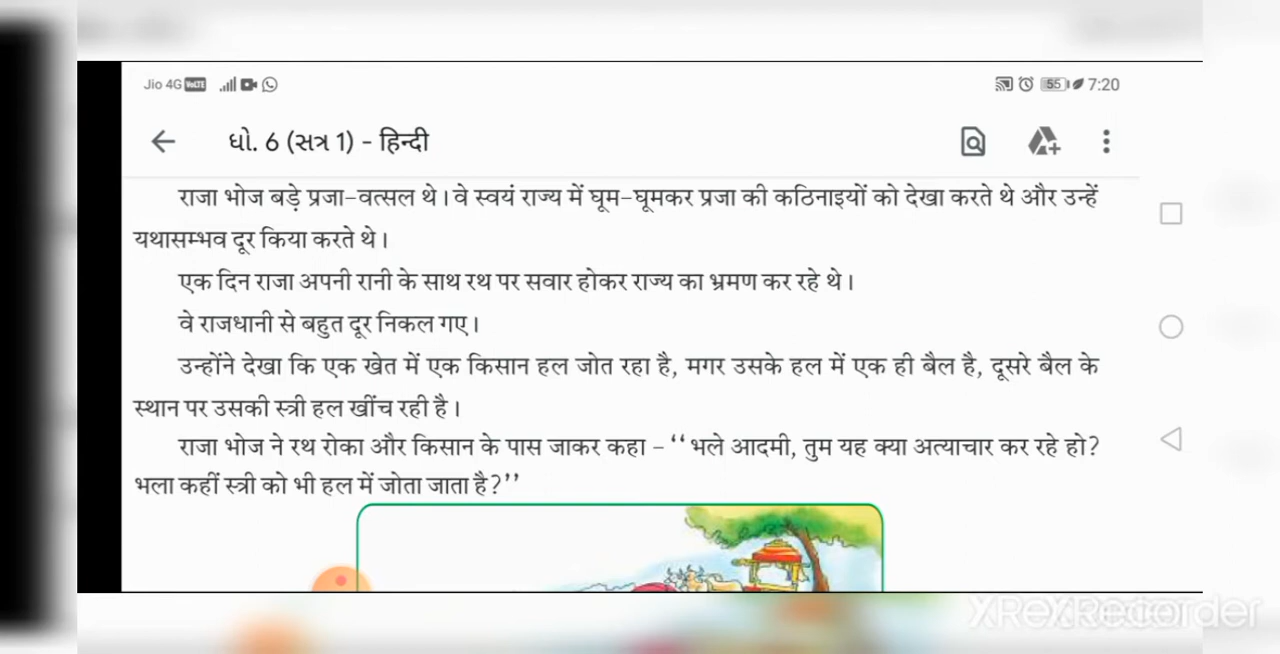 Jio 4G VoLTE
55 7:20
ધો. 6 (સત્ર 1) - हिन्दी
राजा भोज बड़े प्रजा-वत्सल थे। वे स्वयं राज्य में घूम-घूमकर प्रजा की कठिनाइयों को देखा करते थे और उन्हें
यथासम्भव दूर किया करते थे।
एक दिन राजा अपनी रानी के साथ रथ पर सवार होकर राज्य का भ्रमण कर रहे थे।
वे राजधानी से बहुत दूर निकल गए।
उन्होंने देखा कि एक खेत में एक किसान हल जोत रहा है, मगर उसके हल में एक ही बैल है, दूसरे बैल के
स्थान पर उसकी स्त्री हल खींच रही है।
राजा भोज ने रथ रोका और किसान के पास जाकर कहा – ‘‘भले आदमी, तुम यह क्या अत्याचार कर रहे हो?
भला कहीं स्त्री को भी हल में जोता जाता है?’’